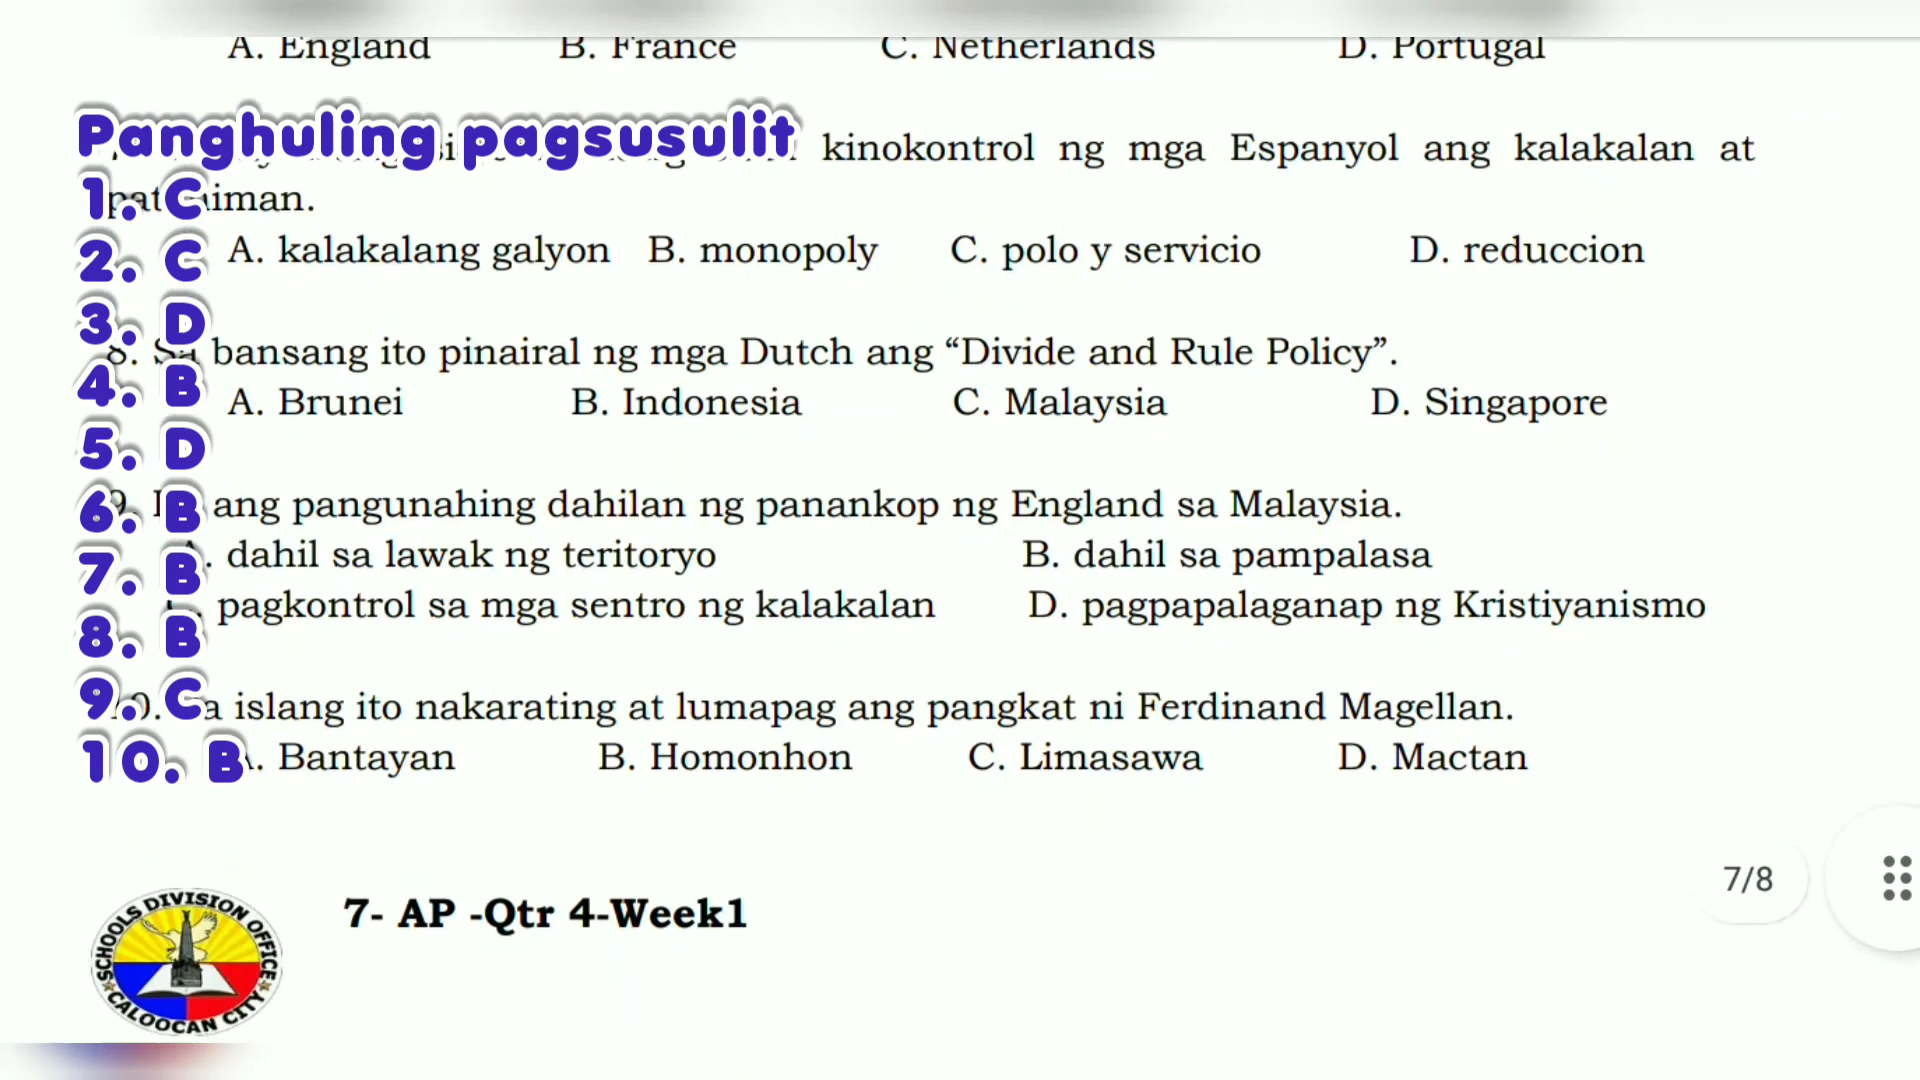 A. England B. France C. Netherlands D. Portugal
Panghuling pagsusulit
kinokontrol ng mga Espanyol ang kalakalan at
1. C
2. C A. kalakalang galyon B. monopoly C. polo y servicio D. reduccion
3. D
8. Sa bansang ito pinairal ng mga Dutch ang “Divide and Rule Policy”.
4. B A. Brunei B. Indonesia C. Malaysia D. Singapore
5. D
6. B ang pangunahing dahilan ng panankop ng England sa Malaysia.
7. B dahil sa lawak ng teritoryo B. dahil sa pampalasa
pagkontrol sa mga sentro ng kalakalan D. pagpapalaganap ng Kristiyanismo
8. B
9. C islang ito nakarating at lumapag ang pangkat ni Ferdinand Magellan.
10. B A. Bantayan B. Homonhon C. Limasawa D. Mactan
7/8
7- AP -Qtr 4-Week1
SCHOOLS DIVISION OFFICE
CALOOCAN CITY